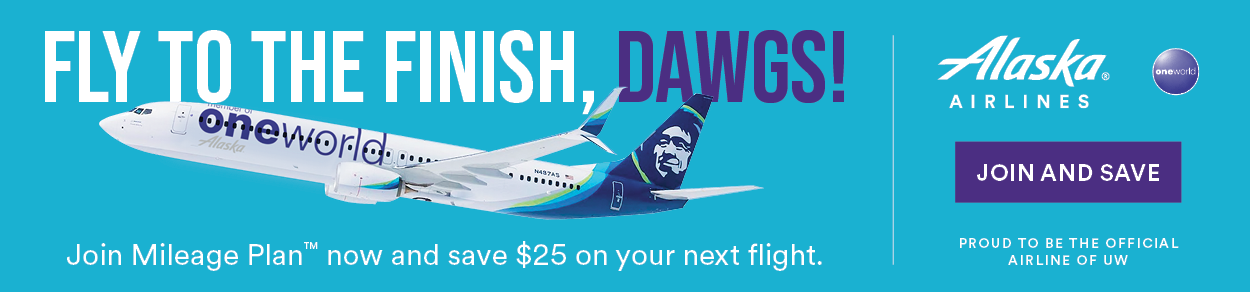 FLY TO THE FINISH, DAWGS!
member of
oneworld
Alaska
N487AS
Join Mileage Plan™ now and save $25 on your next flight.
Alaska®
AIRLINES
oneworld
JOIN AND SAVE
PROUD TO BE THE OFFICIAL
AIRLINE OF UW